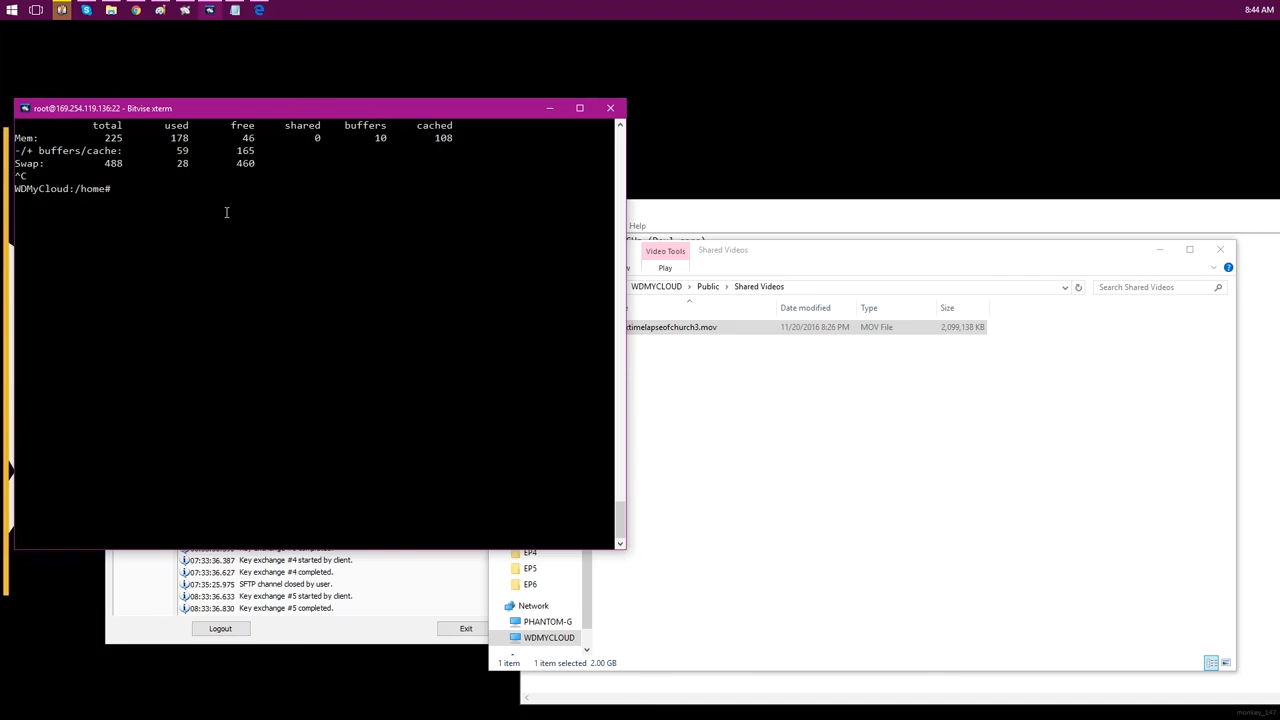 8:44 AM
root@169.254.119.136:22 - Bitvise xterm
total used free shared buffers cached
Mem: 225 178 46 0 10 108
-/+ buffers/cache: 59 165
Swap: 488 28 460
^C
WDMyCloud:/home#
Help
Video Tools Shared Videos
Play
WDMYCLOUD > Public > Shared Videos Search Shared Videos
Date modified Type Size
timelapseofchurch3.mov 11/20/2016 8:26 PM MOV File 2,099,138 KB
07:33:36.387 Key exchange #4 started by client.
07:33:36.627 Key exchange #4 completed.
07:35:25.975 SFTP channel closed by user.
08:33:36.633 Key exchange #5 started by client.
08:33:36.830 Key exchange #5 completed.
Logout Exit
EP4
EP5
EP6
Network
PHANTOM-G
WDMYCLOUD
1 item 1 item selected 2.00 GB
monkey_147